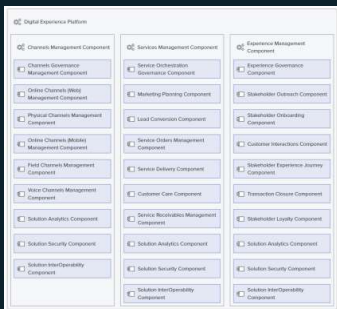 Digital Experience Platform
Channels Management Component
Channels Governance
Management Component
Online Channels (Web)
Management Component
Physical Channels Management
Component
Online Channels (Mobile)
Management Component
Field Channels Management
Component
Voice Channels Management
Component
Solution Analytics Component
Solution Security Component
Solution InterOperability
Component
Services Management Component
Service Orchestration
Governance Component
Marketing Planning Component
Lead Conversion Component
Service Orders Management
Component
Service Delivery Component
Customer Care Component
Service Receivables Management
Component
Solution Analytics Component
Solution Security Component
Solution InterOperability
Component
Experience Management
Component
Experience Governance
Component
Stakeholder Outreach Component
Stakeholder Onboarding
Component
Customer Interactions Component
Stakeholder Experience Journey
Component
Transaction Closure Component
Stakeholder Loyalty Component
Solution Analytics Component
Solution Security Component
Solution InterOperability
Component